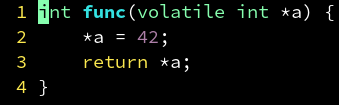 1 int func(volatile int *a) {
2     *a = 42;
3     return *a;
4 }